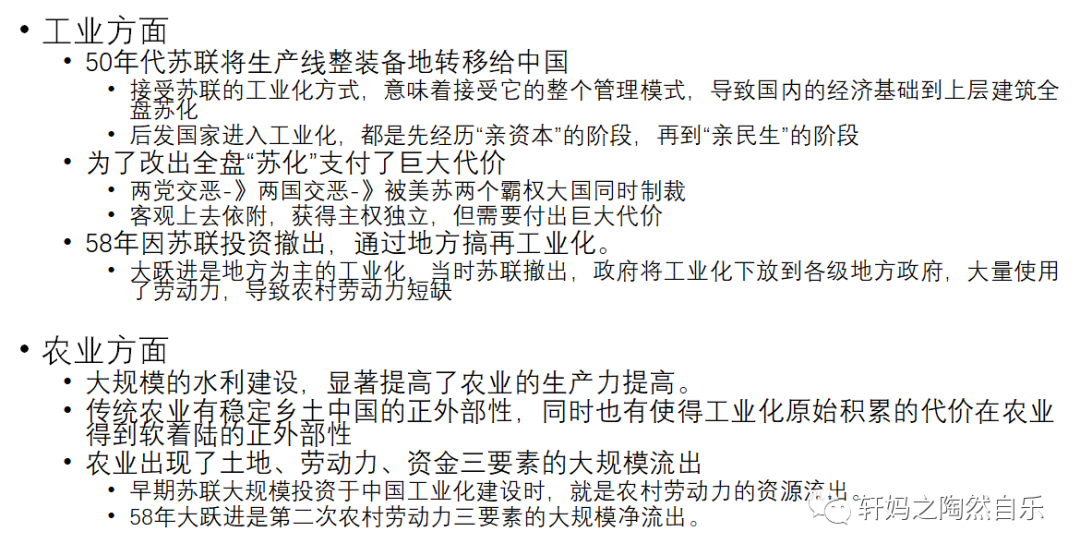 • 工业方面
• 50年代苏联将生产线整装备地转移给中国
• 接受苏联的工业化方式，意味着接受它的整个管理模式，导致国内的经济基础到上层建筑全
盘苏化
• 后发国家进入工业化，都是先经历“亲资本”的阶段，再到“亲民生”的阶段
• 为了改出全盘“苏化”支付了巨大代价
• 两党交恶-》两国交恶-》被美苏两个霸权大国同时制裁
• 客观上去依附，获得主权独立，但需要付出巨大代价
• 58年因苏联投资撤出，通过地方搞再工业化。
• 大跃进是地方为主的工业化，当时苏联撤出，政府将工业化下放到各级地方政府，大量使用
了劳动力，导致农村劳动力短缺
• 农业方面
• 大规模的水利建设，显著提高了农业的生产力提高。
• 传统农业有稳定乡土中国的正外部性，同时也有使得工业化原始积累的代价在农业
得到软着陆的正外部性
• 农业出现了土地、劳动力、资金三要素的大规模流出
• 早期苏联大规模投资于中国工业化建设时，就是农村劳动力的资源流出。
• 58年大跃进是第二次农村劳动力三要素的大规模净流出。
轩妈之陶然自乐